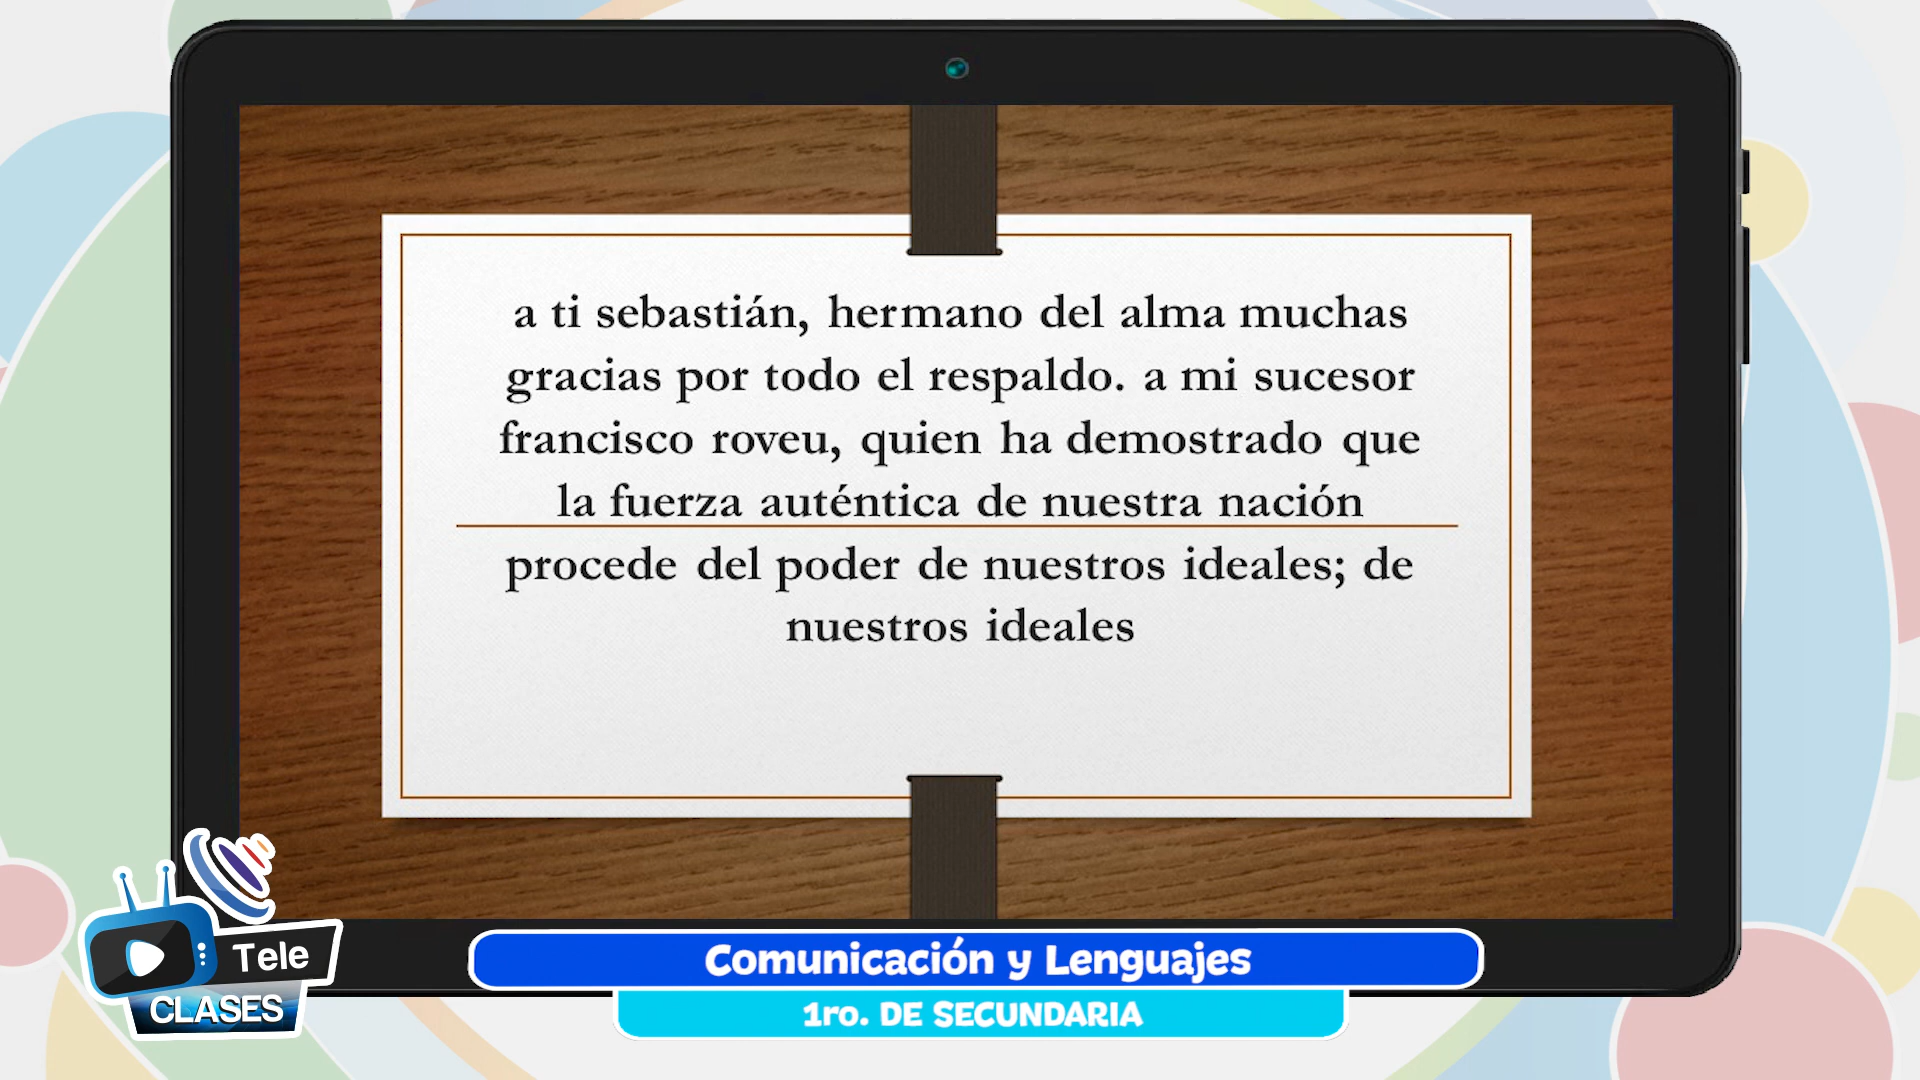 a ti sebastián, hermano del alma muchas
gracias por todo el respaldo. a mi sucesor
francisco roveu, quien ha demostrado que
la fuerza auténtica de nuestra nación
procede del poder de nuestros ideales; de
nuestros ideales
Tele
CLASES
Comunicación y Lenguajes
1ro. DE SECUNDARIA